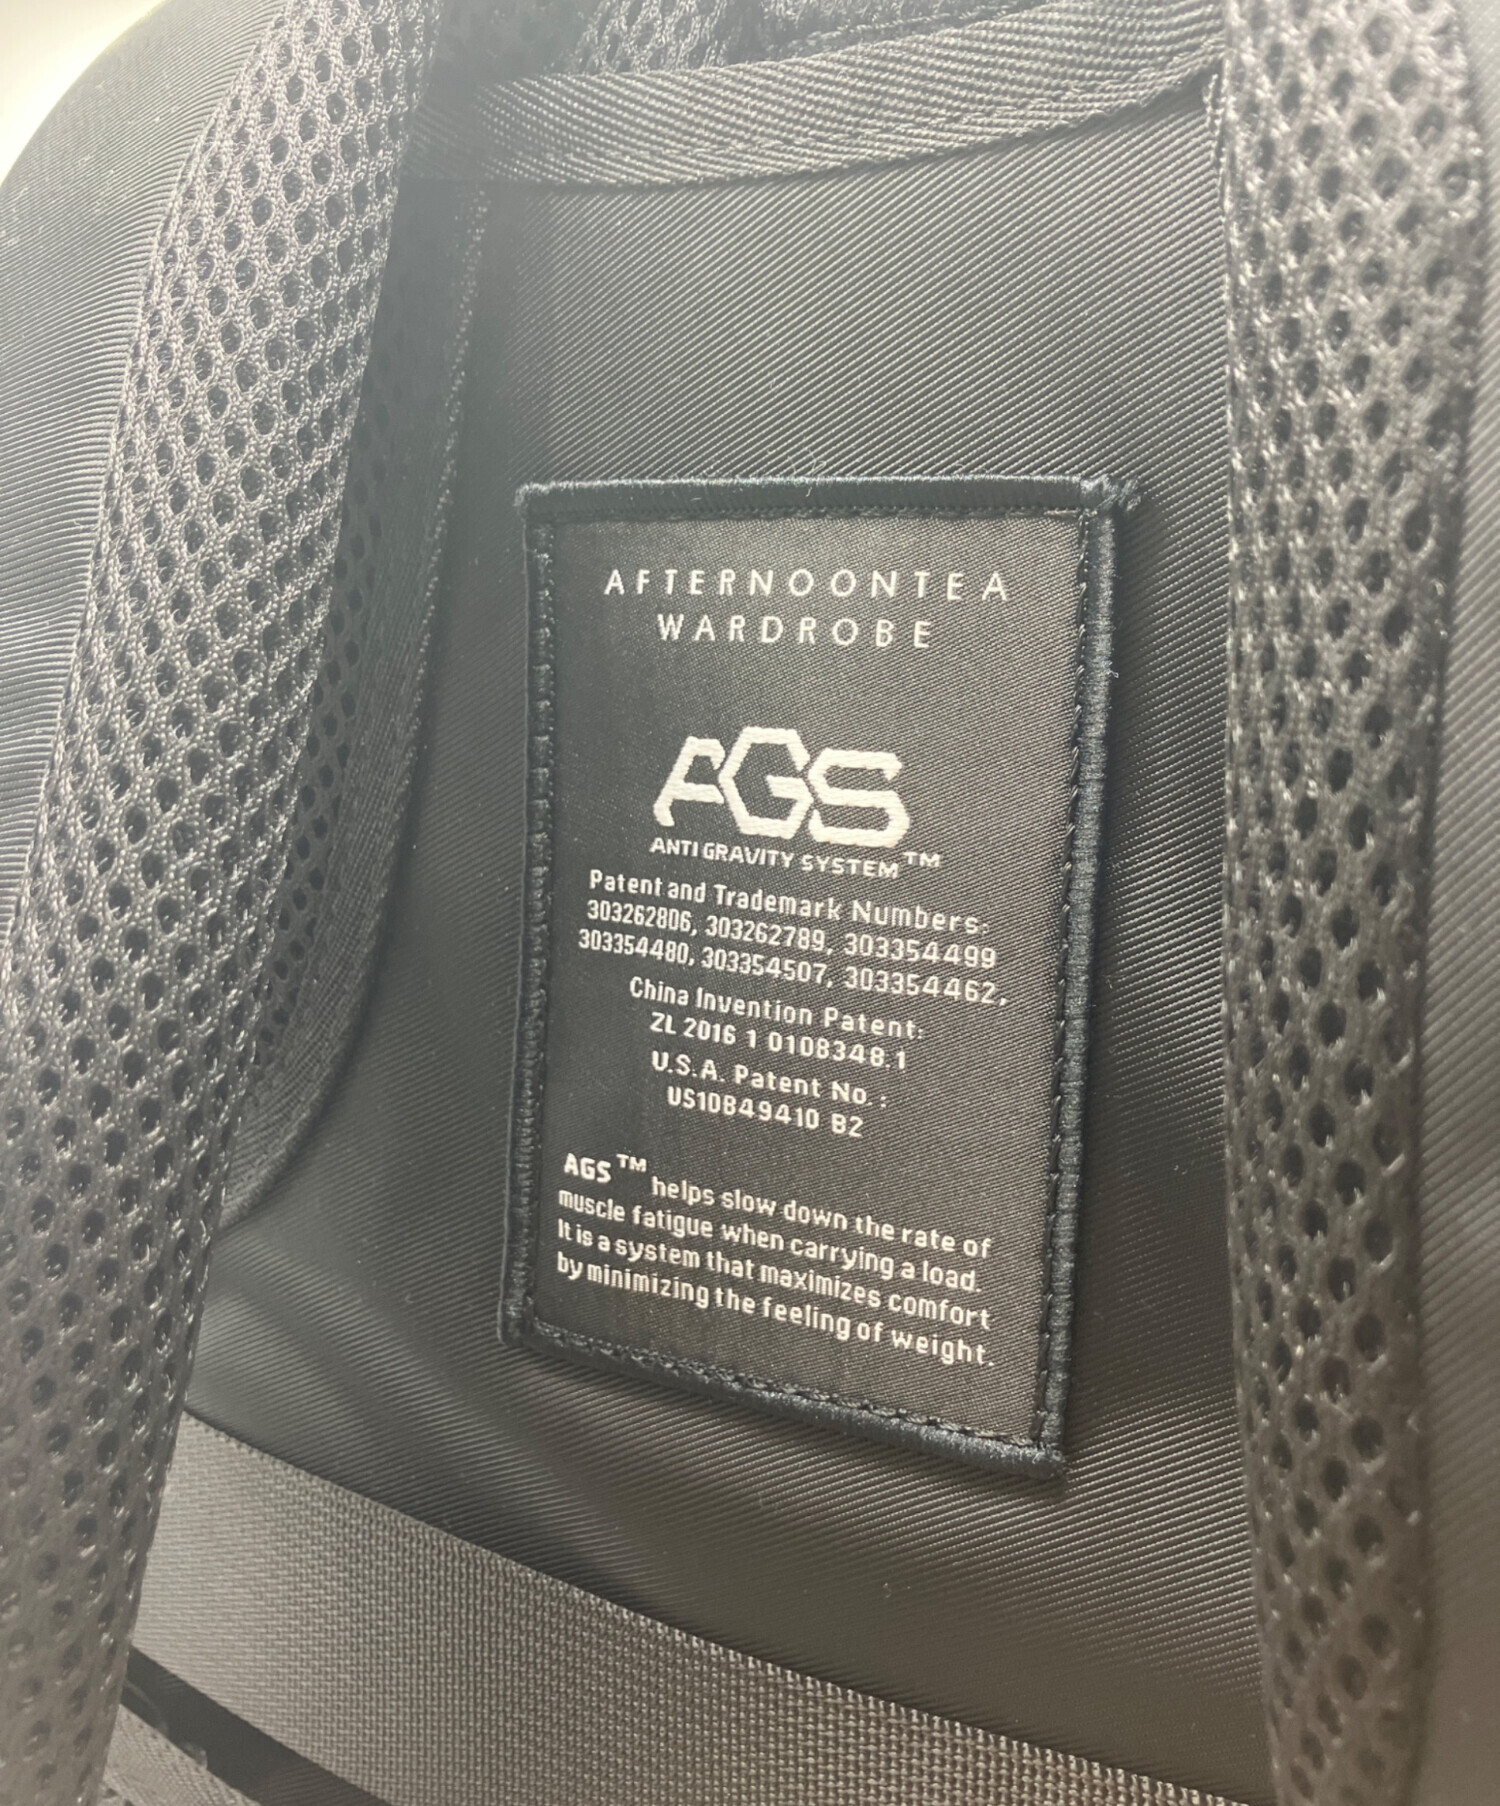 AFTERNOONTEA
WARDROBE
AGS
ANTI GRAVITY SYSTEM™
Patent and Trademark Numbers:
303262806, 303262789, 303354499
303354480, 303354507, 303354462,
China Invention Patent:
ZL 2016 1 0108348.1
U.S.A. Patent No.:
US10849410 B2
AGS™ helps slow down the rate of
muscle fatigue when carrying a load.
It is a system that maximizes comfort
by minimizing the feeling of weight.